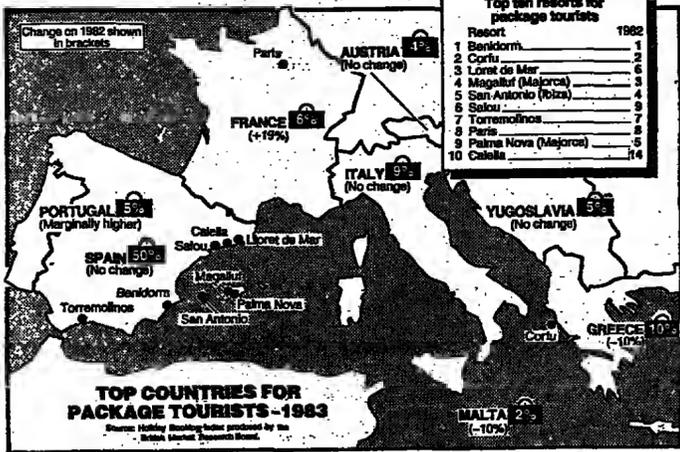 Top ten resorts for
package tourists
Resort 1982
1 Benidorm 1
2 Corfu 2
3 Loret de Mar 6
4 Magalluf (Majorca) 3
5 San Antonio (Ibiza) 4
6 Salou 9
7 Torremolinos 7
8 Paris 8
9 Palma Nova (Majorca) 5
10 Calella 14
Change on 1982 shown
in brackets
Paris
AUSTRIA 4%
(No change)
FRANCE 6%
(+19%)
ITALY 9%
(No change)
PORTUGAL 5%
(Marginally higher)
YUGOSLAVIA 5%
(No change)
SPAIN 50%
(No change)
Calella
Salou
Lloret de Mar
Magalluf
Palma Nova
San Antonio
Benidorm
Torremolinos
Corfu
GREECE 10%
(-10%)
MALTA 2%
(-10%)
TOP COUNTRIES FOR
PACKAGE TOURISTS-1983
Source: Holiday Booking Index produced by the
British Market Research Board.